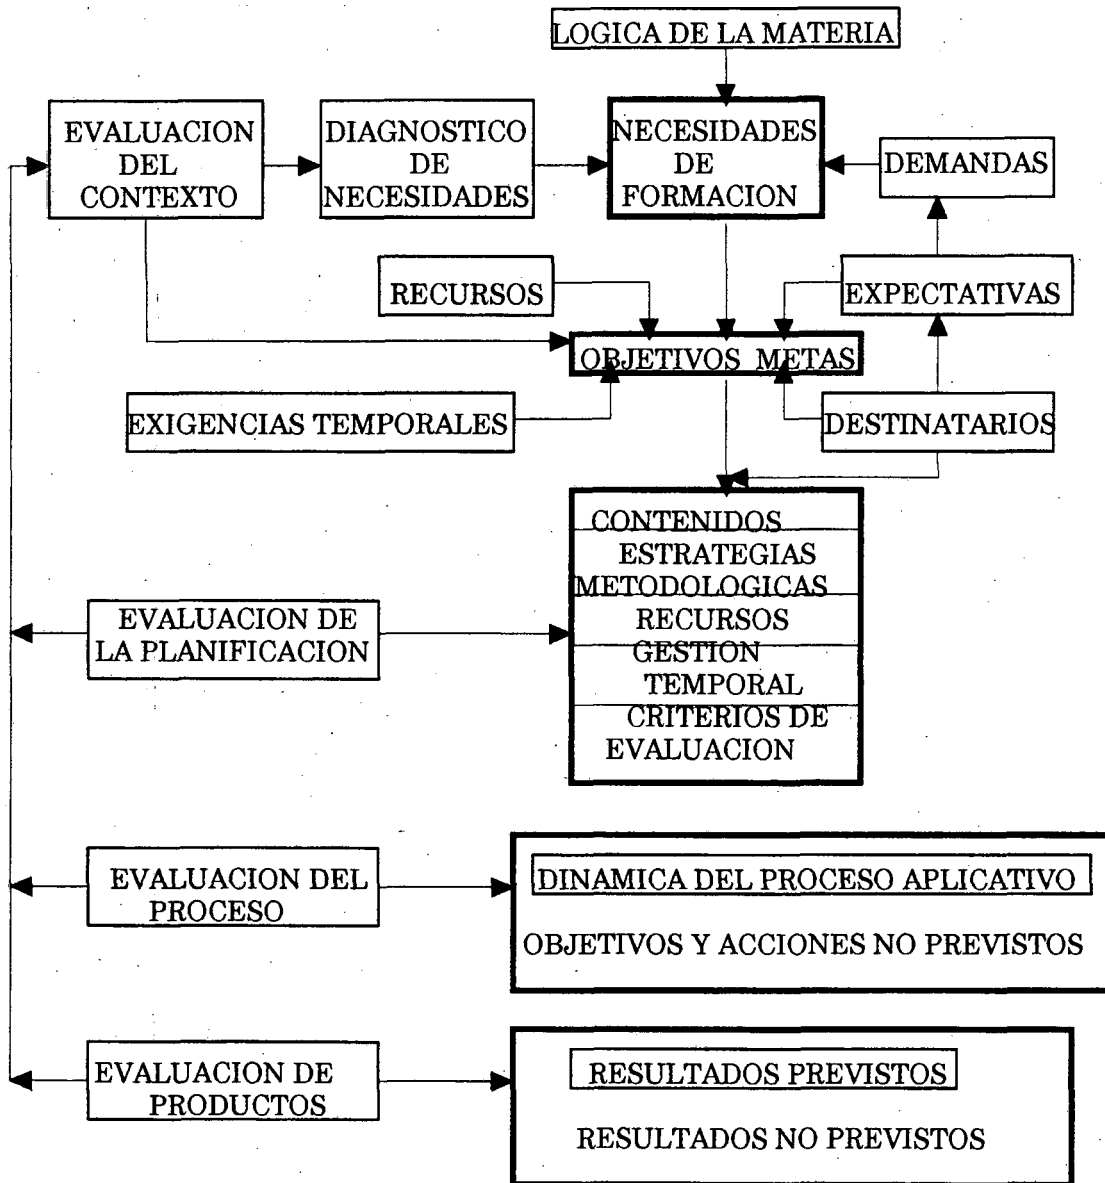 LOGICA DE LA MATERIA
EVALUACION
DEL
CONTEXTO
DIAGNOSTICO
DE
NECESIDADES
NECESIDADES
DE
FORMACION
DEMANDAS
RECURSOS
EXPECTATIVAS
OBJETIVOS METAS
EXIGENCIAS TEMPORALES
DESTINATARIOS
CONTENIDOS
ESTRATEGIAS
METODOLOGICAS
RECURSOS
GESTION
TEMPORAL
CRITERIOS DE
EVALUACION
EVALUACION DE
LA PLANIFICACION
EVALUACION DEL
PROCESO
DINAMICA DEL PROCESO APLICATIVO
OBJETIVOS Y ACCIONES NO PREVISTOS
EVALUACION DE
PRODUCTOS
RESULTADOS PREVISTOS
RESULTADOS NO PREVISTOS